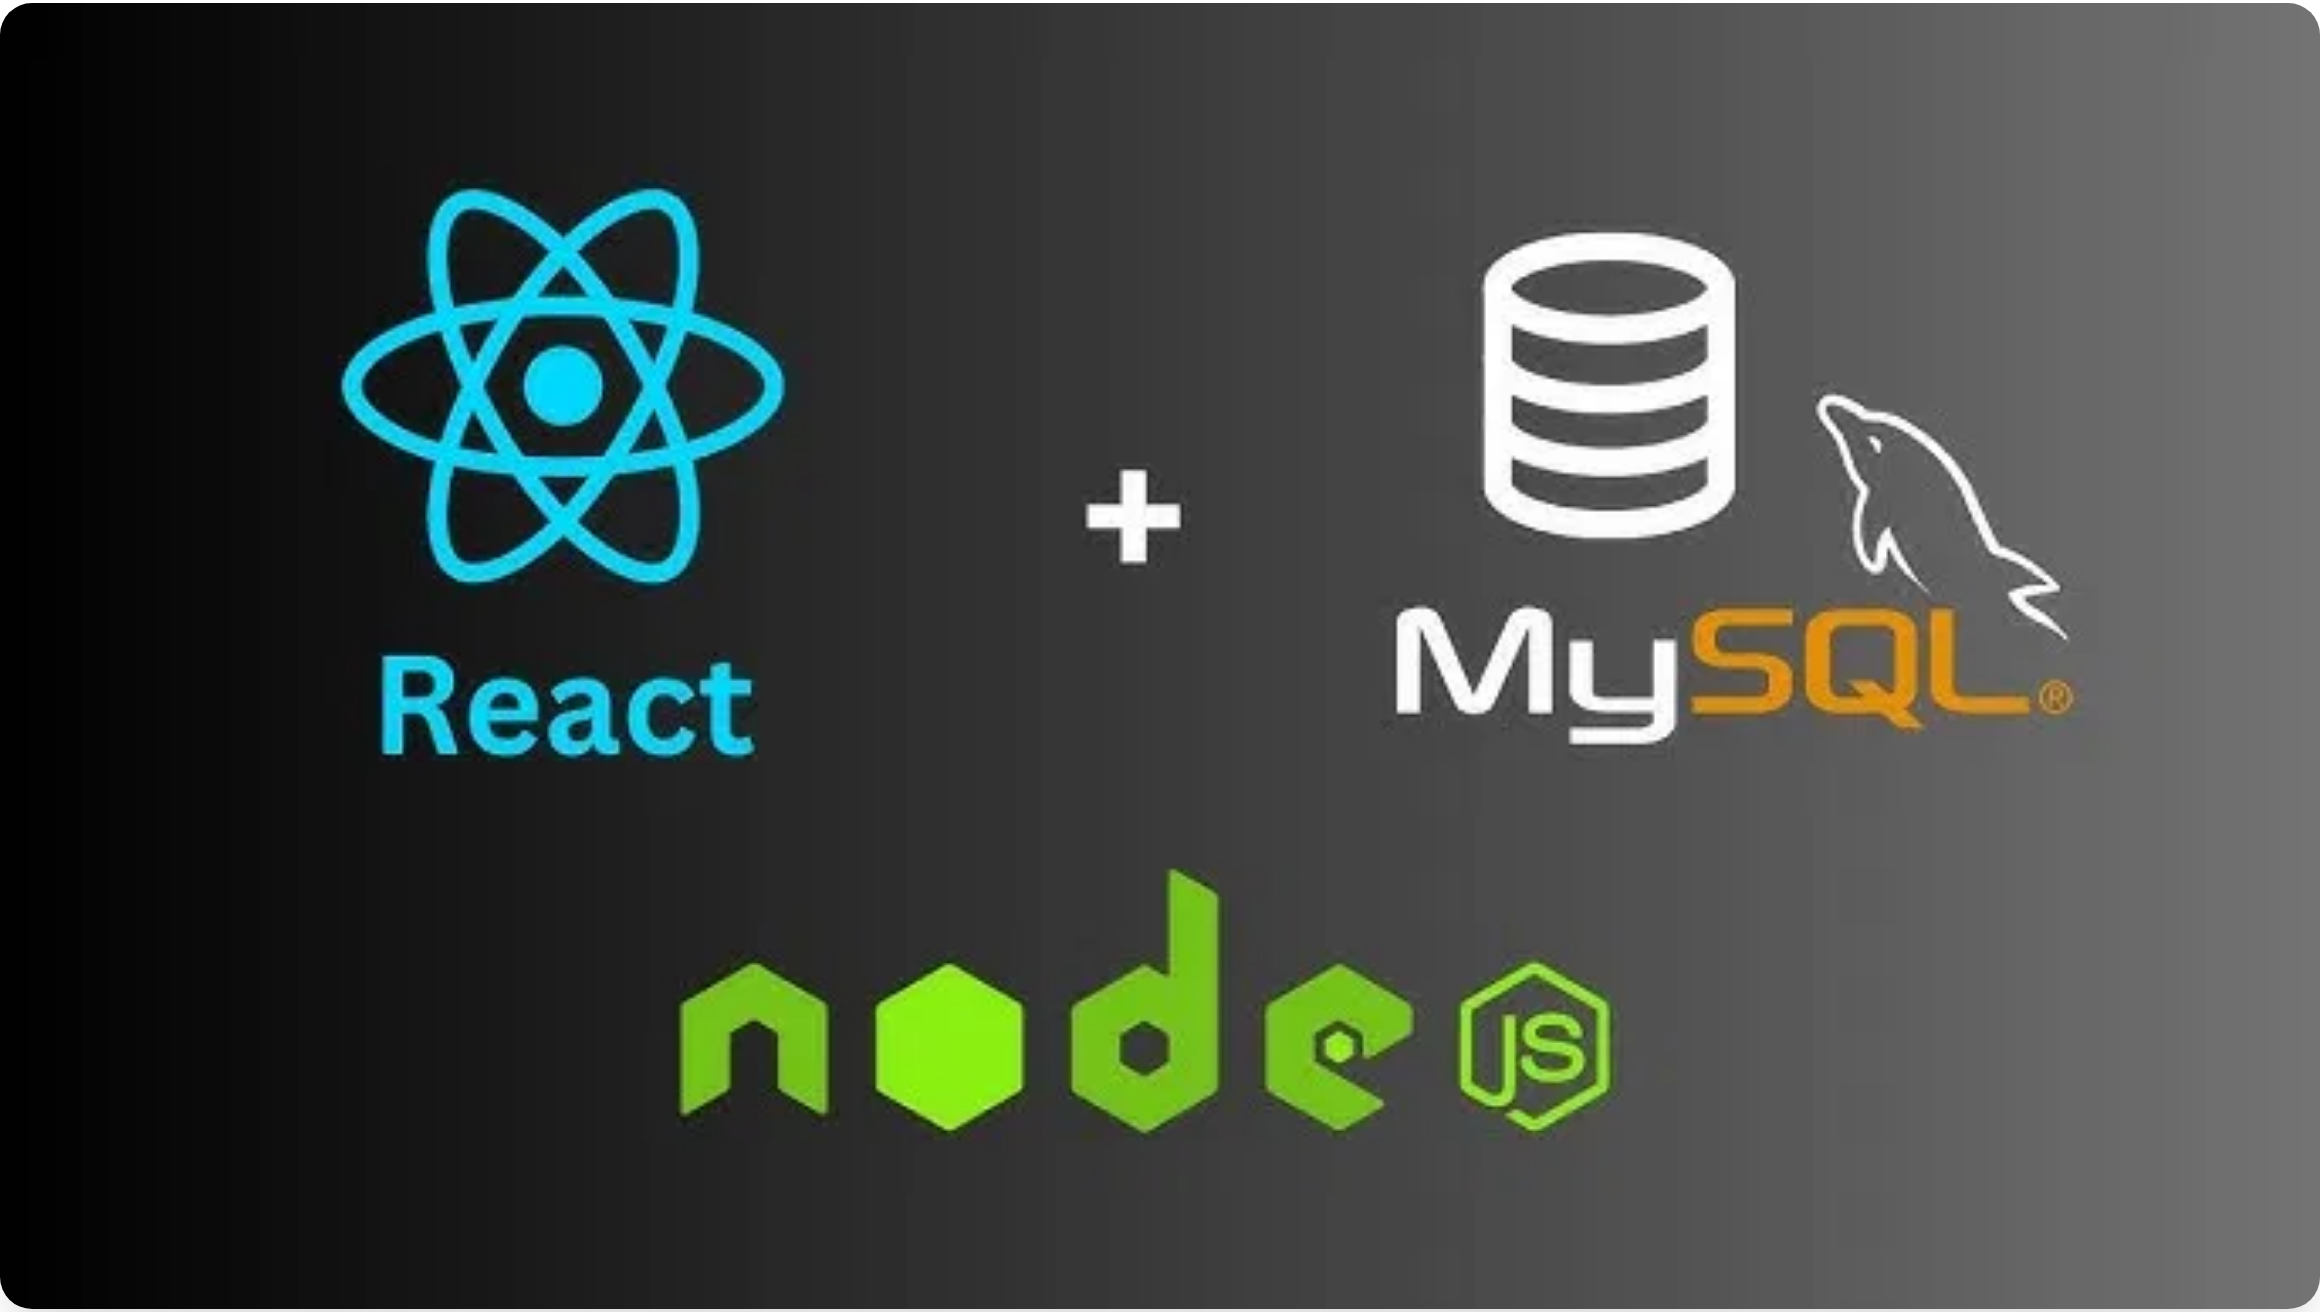 React
+
MySQL®
node
JS